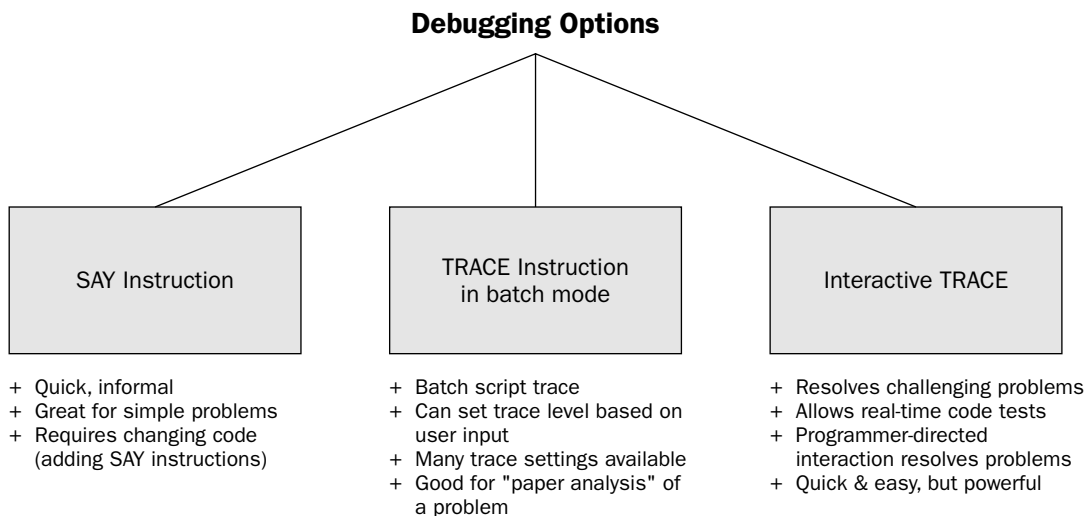 Debugging Options
SAY Instruction
TRACE Instruction
in batch mode
Interactive TRACE
+ Quick, informal
+ Great for simple problems
+ Requires changing code
(adding SAY instructions)
+ Batch script trace
+ Can set trace level based on
user input
+ Many trace settings available
+ Good for "paper analysis" of
a problem
+ Resolves challenging problems
+ Allows real-time code tests
+ Programmer-directed
interaction resolves problems
+ Quick & easy, but powerful